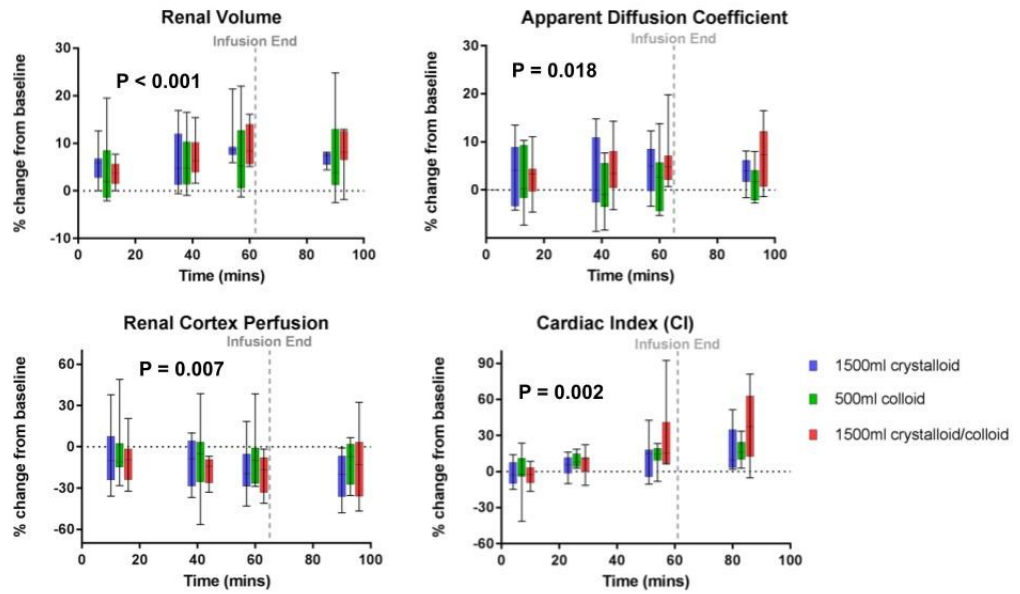 Renal Volume
Infusion End
P < 0.001
% change from baseline
30
20
10
0
-10
0 20 40 60 80 100
Time (mins)
Apparent Diffusion Coefficient
Infusion End
P = 0.018
% change from baseline
30
20
10
0
0 20 40 60 80 100
Time (mins)
Renal Cortex Perfusion
Infusion End
P = 0.007
% change from baseline
60
30
0
-30
-60
0 20 40 60 80 100
Time (mins)
Cardiac Index (CI)
Infusion End
P = 0.002
% change from baseline
90
60
30
0
-30
-60
0 20 40 60 80 100
Time (mins)
1500ml crystalloid
500ml colloid
1500ml crystalloid/colloid